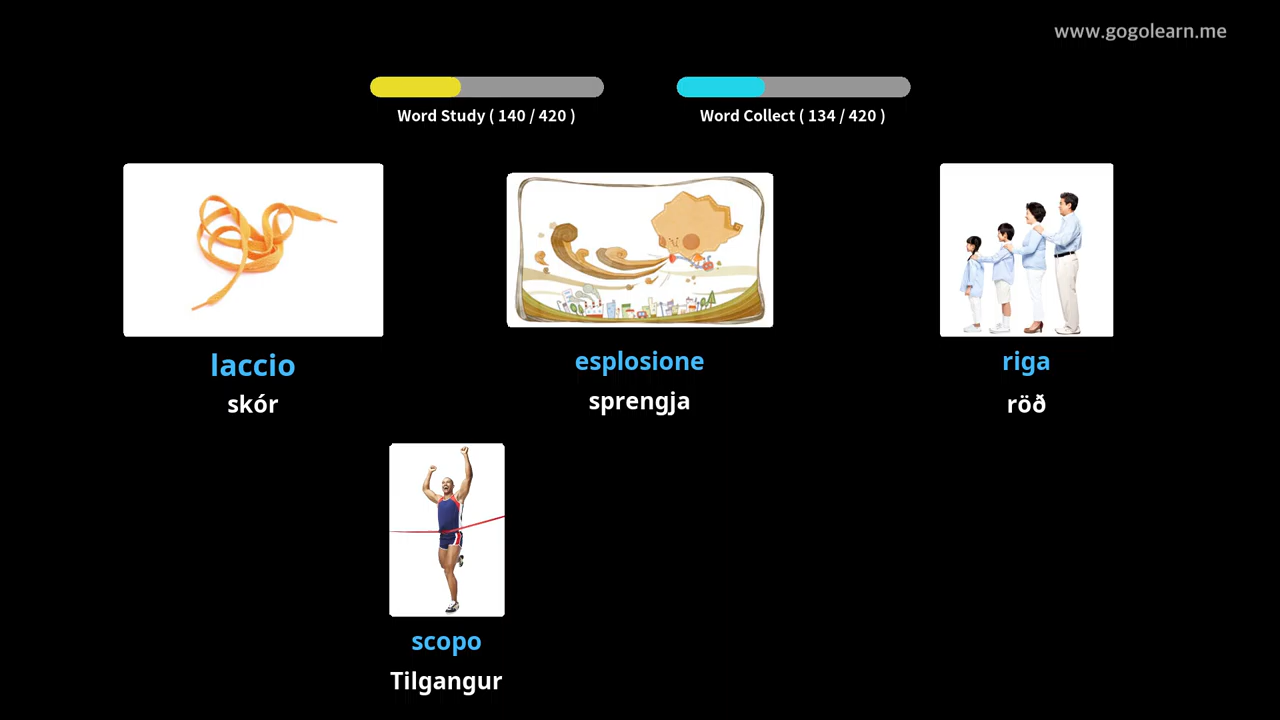 www.gogolearn.me
Word Study ( 140 / 420 )
Word Collect ( 134 / 420 )
laccio
skór
esplosione
sprengja
riga
röð
scopo
Tilgangur